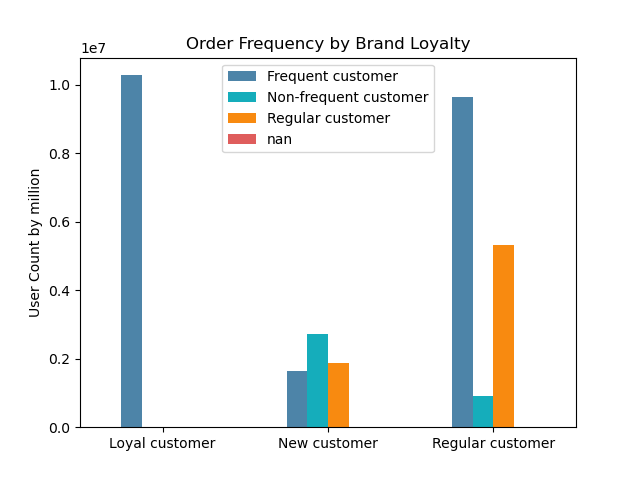 Order Frequency by Brand Loyalty
1e7
Frequent customer
Non-frequent customer
Regular customer
nan
1.0
0.8
0.6
0.4
0.2
0.0
User Count by million
Loyal customer
New customer
Regular customer